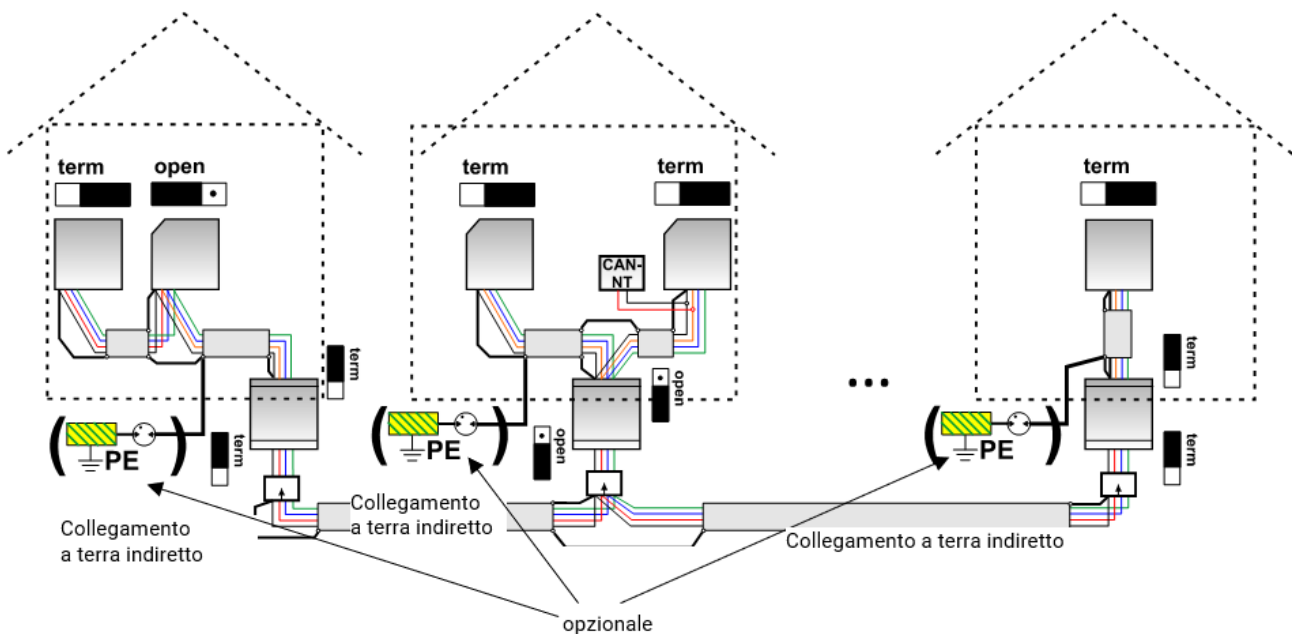 term
open
term
term
term
CAN-
NT
term
open
term
PE
term
open
PE
PE
term
Collegamento
a terra indiretto
Collegamento
a terra indiretto
Collegamento a terra indiretto
opzionale